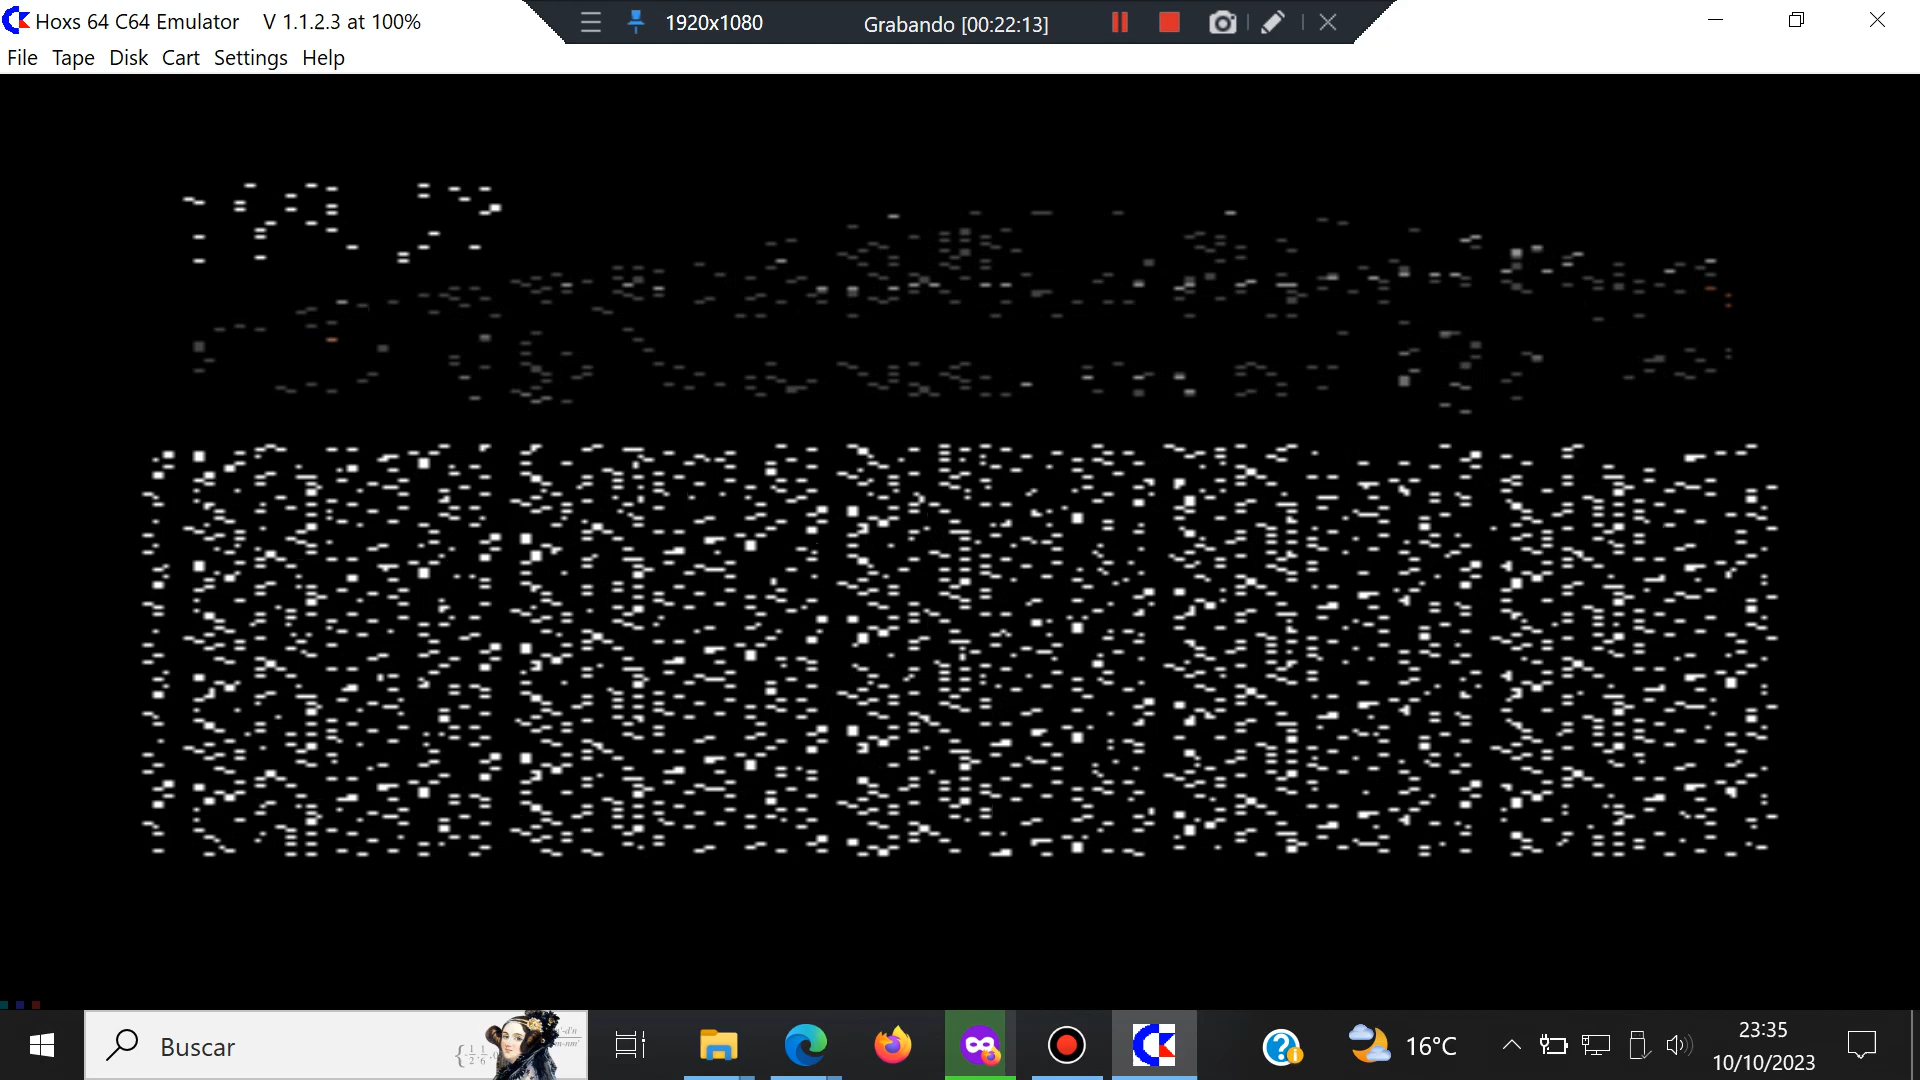 Hoxs 64 C64 Emulator V 1.1.2.3 at 100%
1920x1080
Grabando [00:22:13]
File Tape Disk Cart Settings Help
Buscar
16°C
23:35
10/10/2023